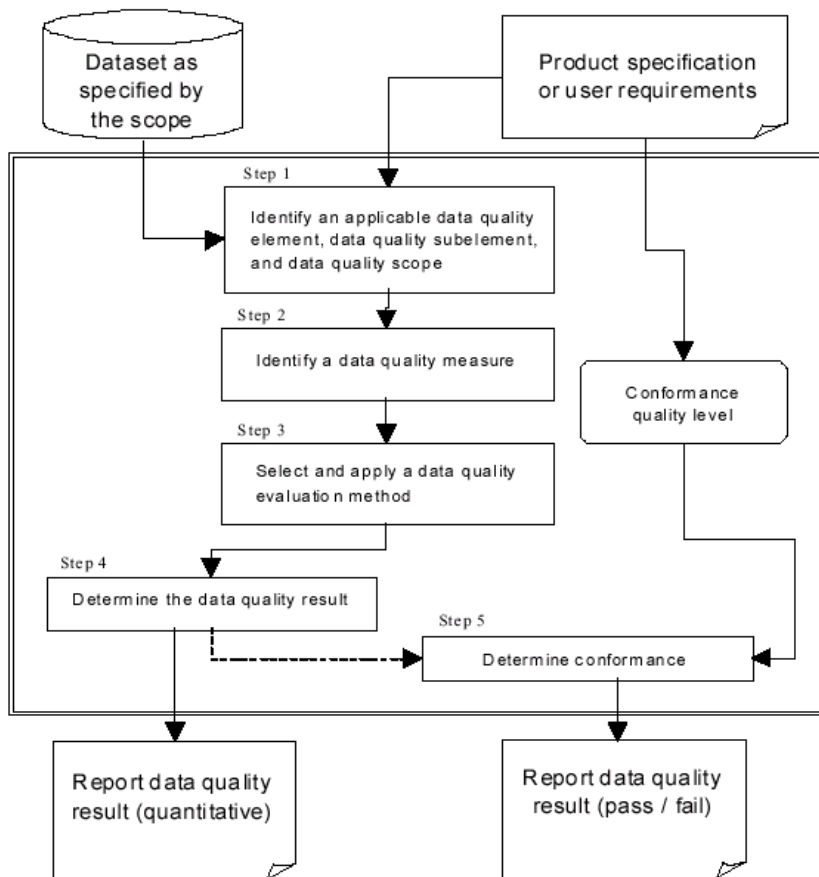 Dataset as
specified by
the scope
Product specification
or user requirements
Step 1
Identify an applicable data quality
element, data quality subelement,
and data quality scope
Step 2
Identify a data quality measure
Conformance
quality level
Step 3
Select and apply a data quality
evaluation method
Step 4
Determine the data quality result
Step 5
Determine conformance
Report data quality
result (quantitative)
Report data quality
result (pass / fail)